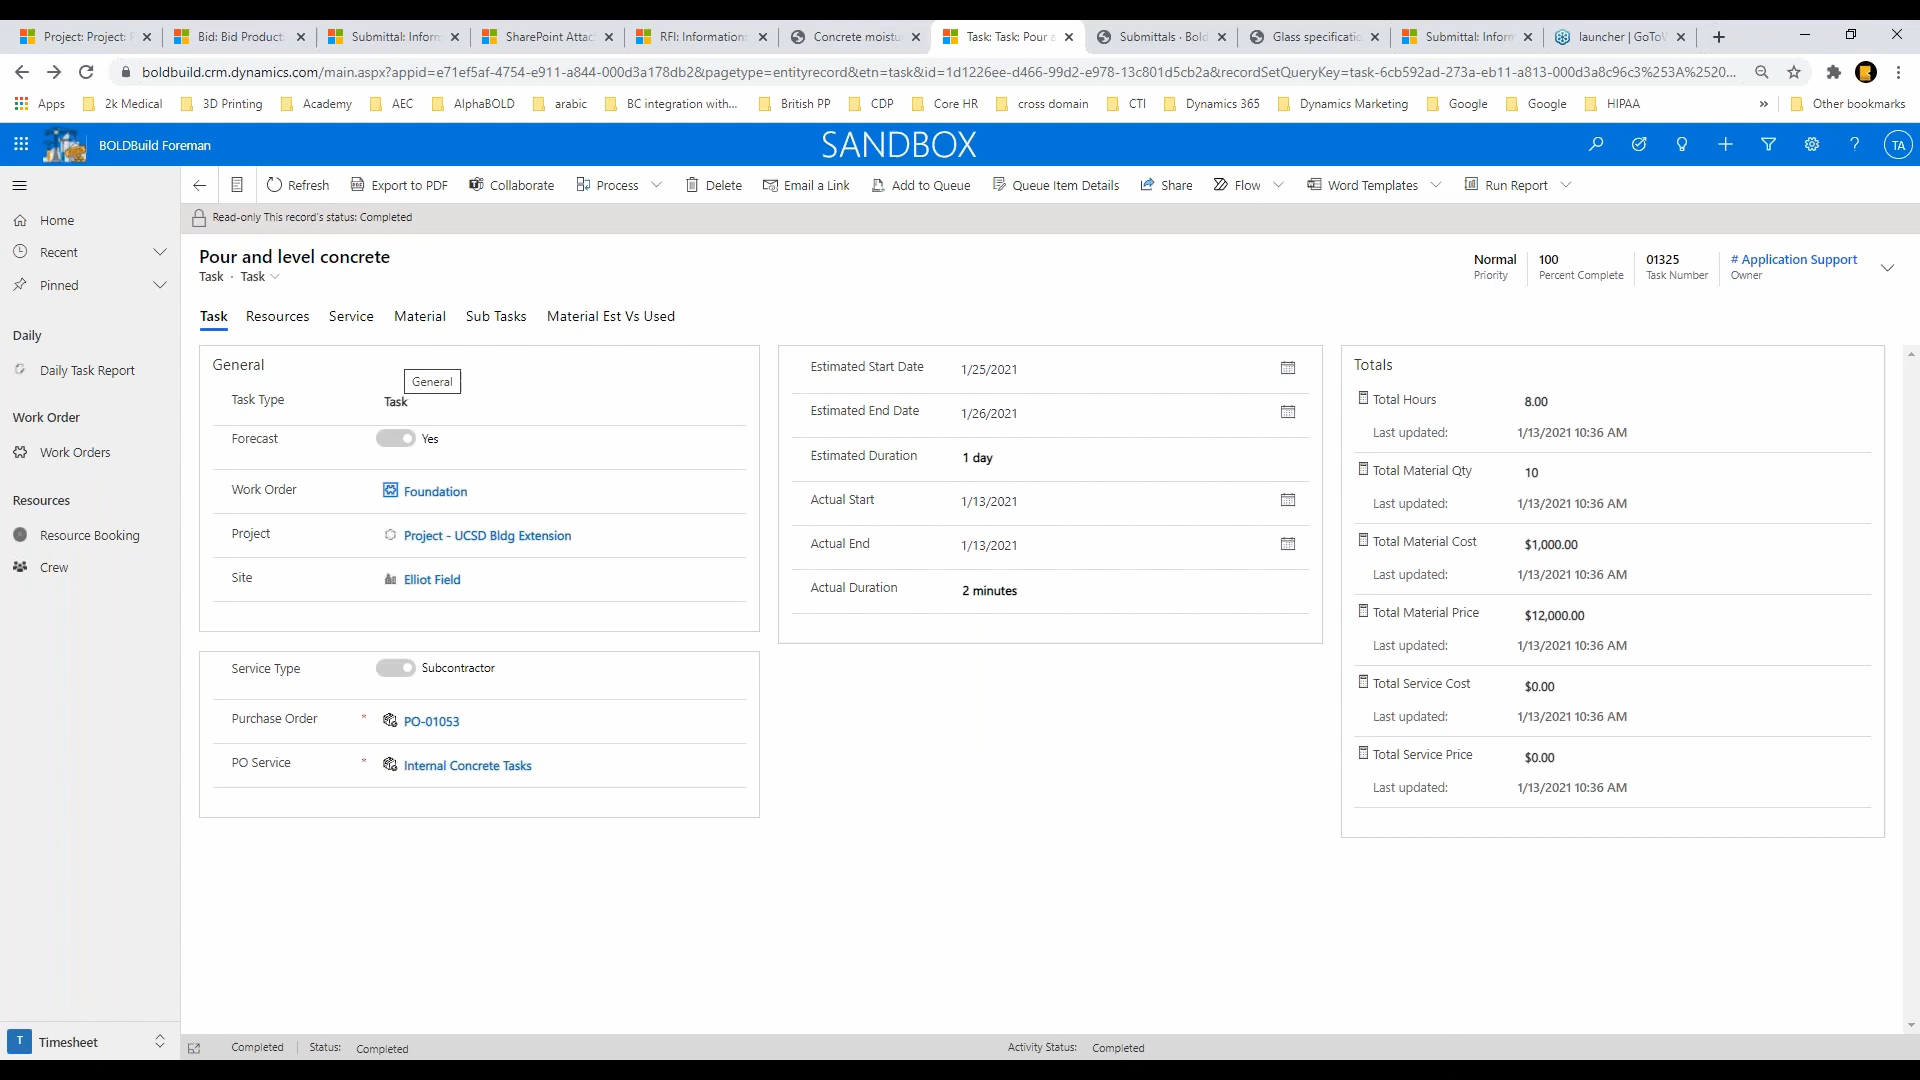 Project: Project: P
Bid: Bid Product:
Submittal: Inform
SharePoint Attac
RFI: Information:
Concrete moistu
Task: Task: Pour a
Submittals · Bold
Glass specificatio
Submittal: Inform
launcher | GoToW
boldbuild.crm.dynamics.com/main.aspx?appid=e71ef5af-4754-e911-a844-000d3a178db2&pagetype=entityrecord&etn=task&id=1d1226ee-d466-99d2-e978-13c801d5cb2a&recordSetQueryKey=task-6cb592ad-273a-eb11-a813-000d3a8c96c3%253A%2520...
Apps
2k Medical
3D Printing
Academy
AEC
AlphaBOLD
arabic
BC integration with...
British PP
CDP
Core HR
cross domain
CTI
Dynamics 365
Dynamics Marketing
Google
Google
HIPAA
»
Other bookmarks
BOLDBuild Foreman
SANDBOX
TA
Refresh
Export to PDF
Collaborate
Process
Delete
Email a Link
Add to Queue
Queue Item Details
Share
Flow
Word Templates
Run Report
Home
Recent
Pinned
Daily
Daily Task Report
Work Order
Work Orders
Resources
Resource Booking
Crew
T Timesheet
Read-only This record's status: Completed
Pour and level concrete
Task · Task
Normal
Priority
100
Percent Complete
01325
Task Number
# Application Support
Owner
Task
Resources
Service
Material
Sub Tasks
Material Est Vs Used
General
General
Task Type Task
Forecast Yes
Work Order Foundation
Project Project - UCSD Bldg Extension
Site Elliot Field
Service Type Subcontractor
Purchase Order * PO-01053
PO Service * Internal Concrete Tasks
Estimated Start Date 1/25/2021
Estimated End Date 1/26/2021
Estimated Duration 1 day
Actual Start 1/13/2021
Actual End 1/13/2021
Actual Duration 2 minutes
Totals
Total Hours 8.00
Last updated: 1/13/2021 10:36 AM
Total Material Qty 10
Last updated: 1/13/2021 10:36 AM
Total Material Cost $1,000.00
Last updated: 1/13/2021 10:36 AM
Total Material Price $12,000.00
Last updated: 1/13/2021 10:36 AM
Total Service Cost $0.00
Last updated: 1/13/2021 10:36 AM
Total Service Price $0.00
Last updated: 1/13/2021 10:36 AM
Completed Status: Completed
Activity Status: Completed